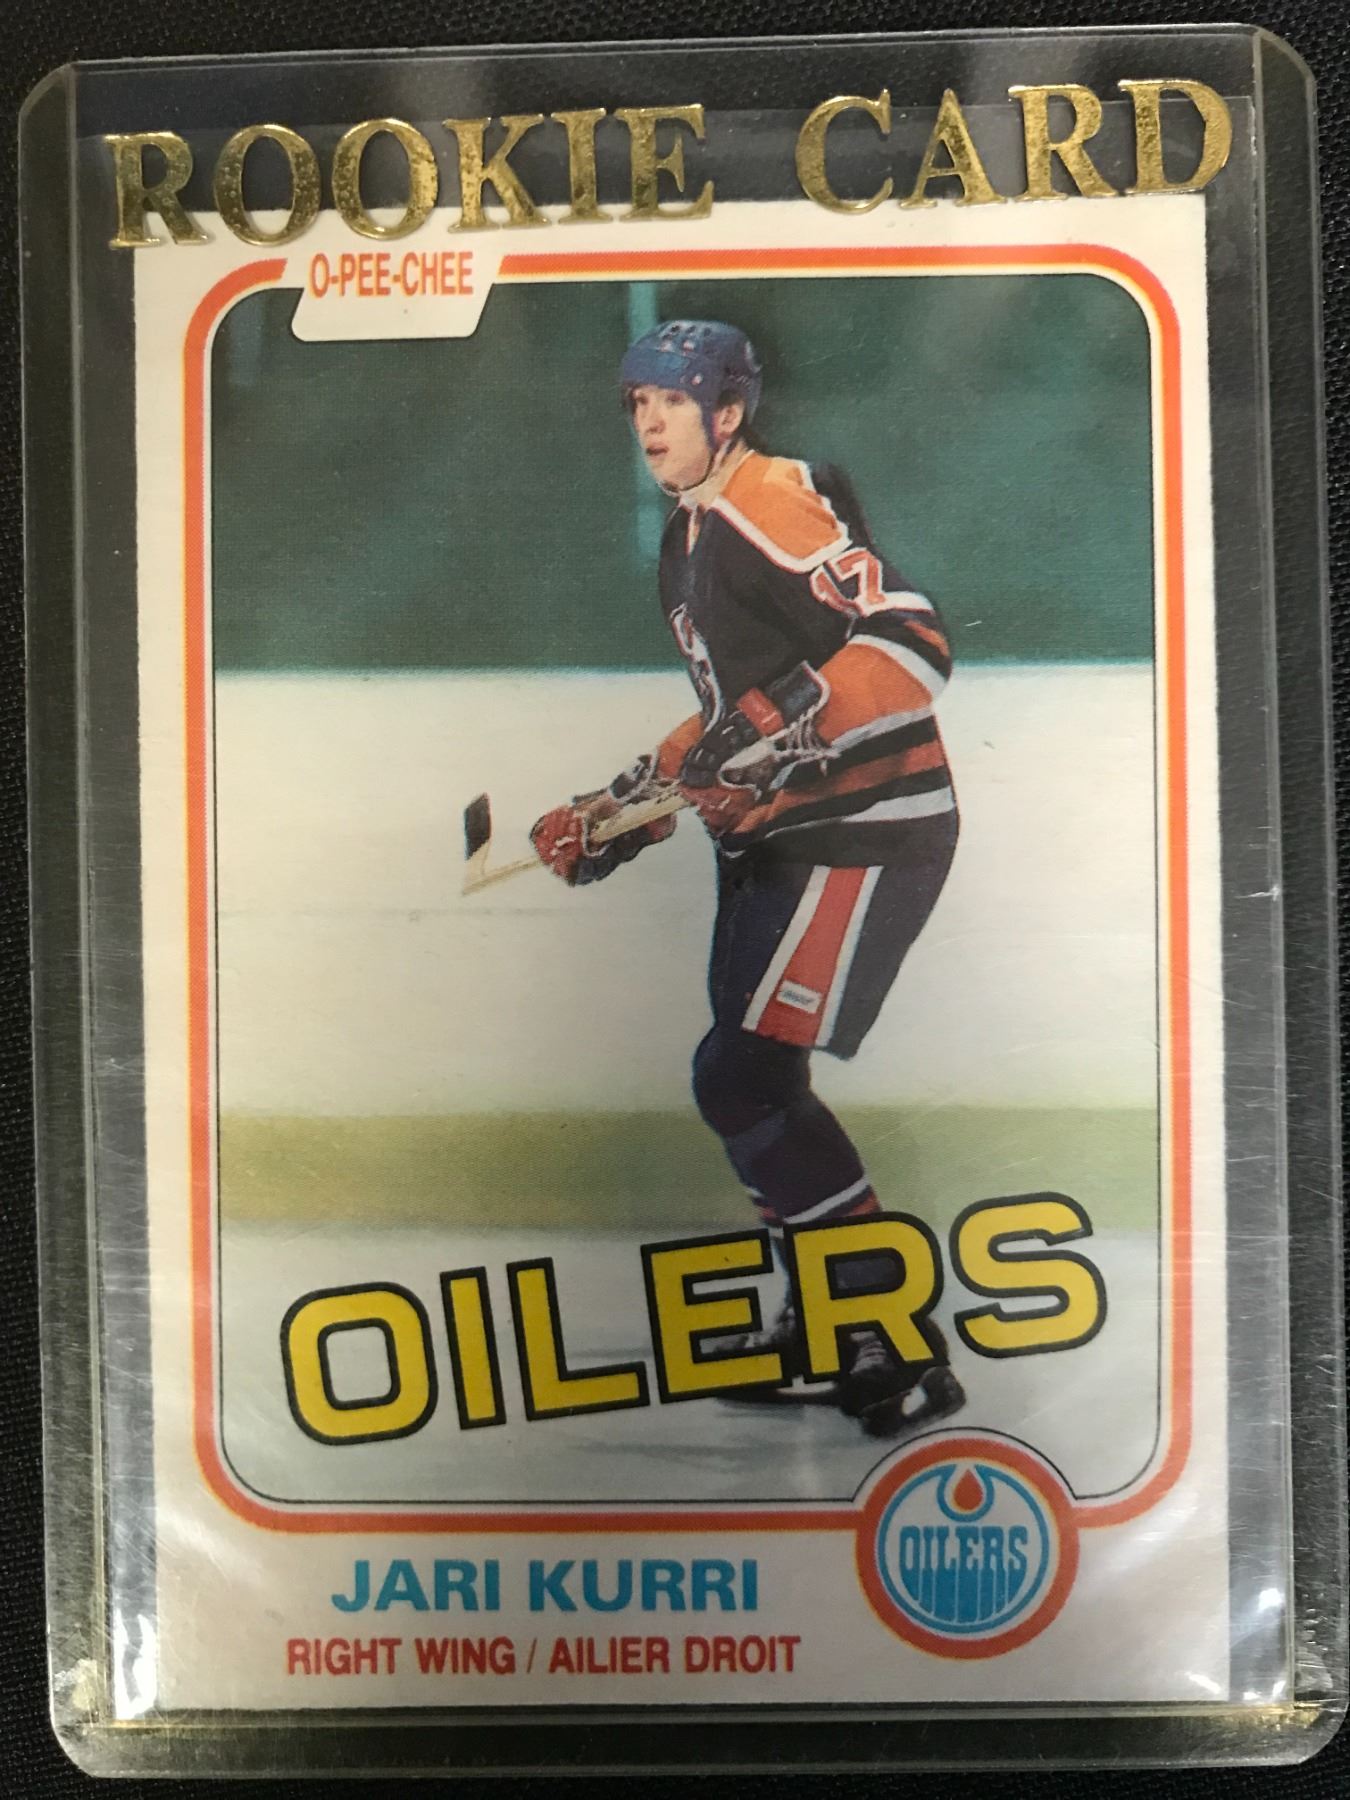 ROOKIE CARD
O-PEE-CHEE
17
OILERS
OILERS
JARI KURRI
RIGHT WING / AILIER DROIT